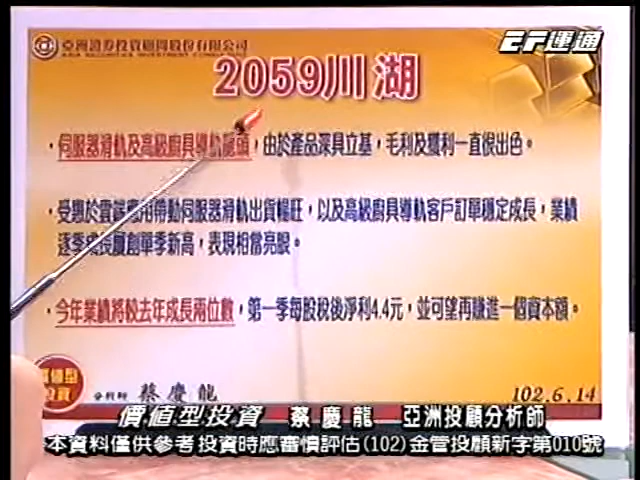 亞洲證券投資顧問股份有限公司
EF運通
2059川湖
・伺服器滑軌及高級廚具導軌龍頭，由於產品深具立基，毛利及獲利一直很出色。
・受惠於雲端應用帶動伺服器滑軌出貨暢旺，以及高級廚具導軌客戶訂單穩定成長，業績
逐季成長屢創單季新高，表現相當亮眼。
・今年業績將較去年成長兩位數，第一季每股稅後淨利4.4元，並可望再賺進一個資本額。
價值型
投資
分析師 蔡慶龍
102.6.14
價值型投資 蔡慶龍 亞洲投顧分析師
本資料僅供參考投資時應審慎評估(102)金管投顧新字第010號